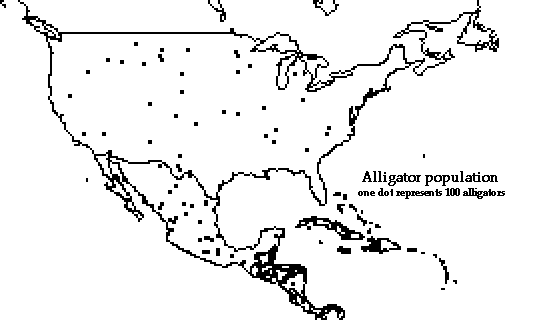 Alligator population
one dot represents 100 alligators